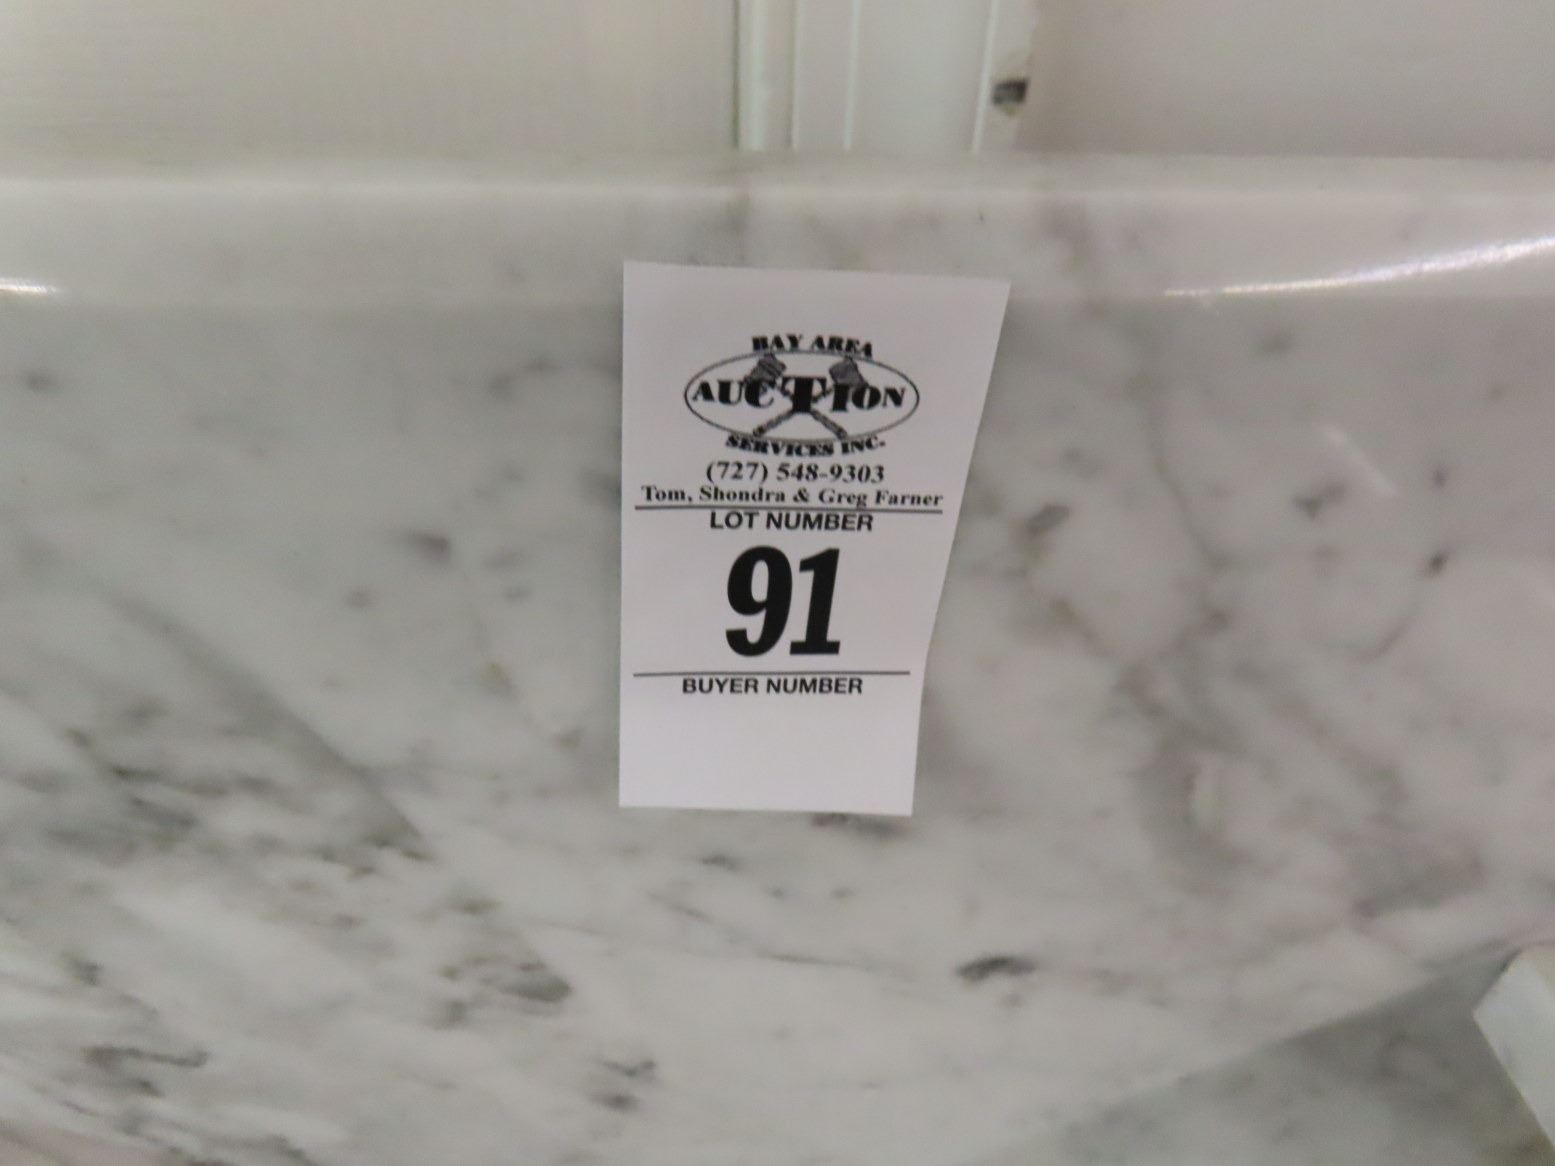 BAY AREA
AUCTION
SERVICES INC.
(727) 548-9303
Tom, Shondra & Greg Farner
LOT NUMBER
91
BUYER NUMBER